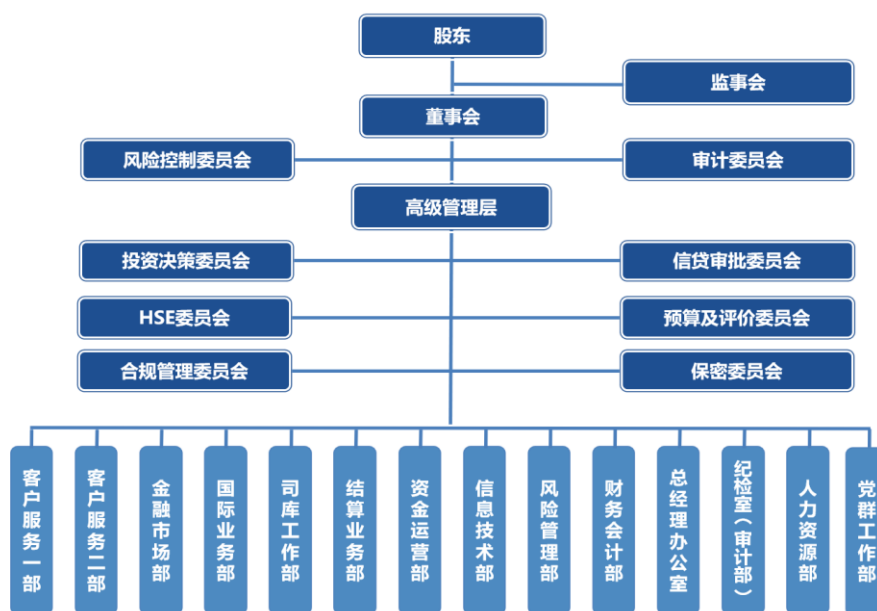 股东
监事会
董事会
风险控制委员会
审计委员会
高级管理层
投资决策委员会
信贷审批委员会
HSE委员会
预算及评价委员会
合规管理委员会
保密委员会
客户服务一部
客户服务二部
金融市场部
国际业务部
司库工作部
结算业务部
资金运营部
信息技术部
风险管理部
财务会计部
总经理办公室
纪检室(审计部)
人力资源部
党群工作部